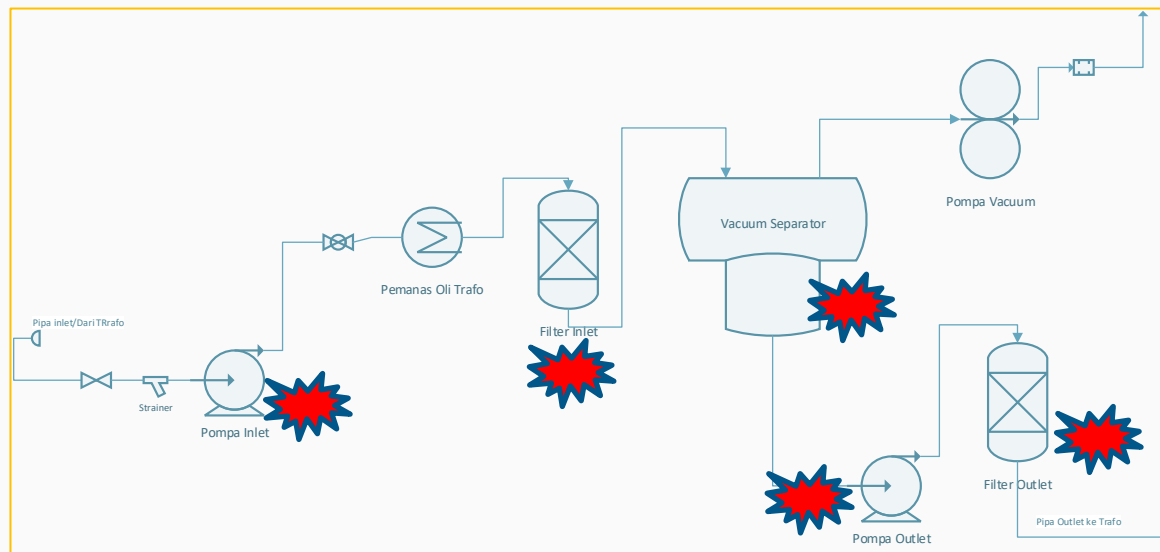 Pompa Vacuum
Vacuum Separator
Pemanas Oli Trafo
Pipa inlet/Dari TRrafo
Filter Inlet
Strainer
Pompa Inlet
Filter Outlet
Pipa Outlet ke Trafo
Pompa Outlet